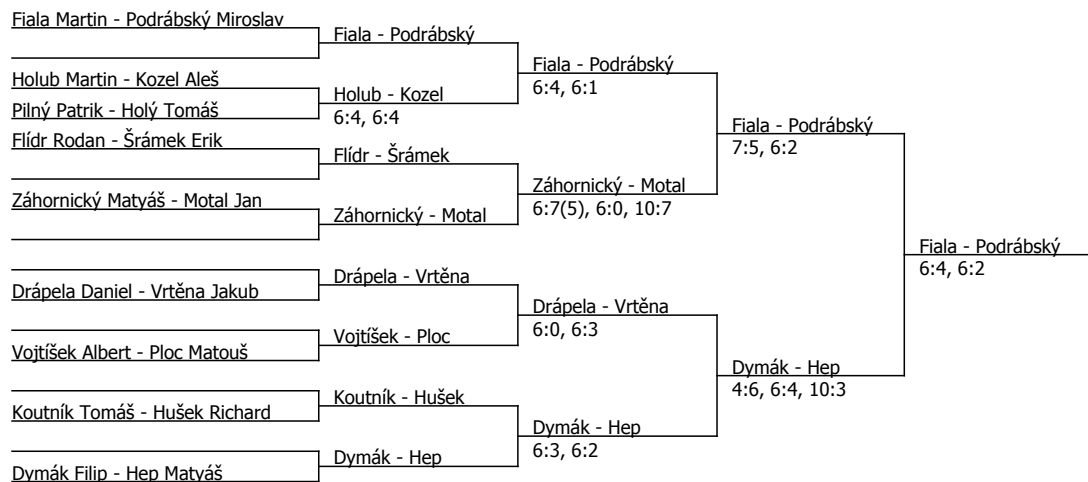 Fiala Martin - Podrábský Miroslav
Holub Martin - Kozel Aleš
Pilný Patrik - Holý Tomáš
Flídr Rodan - Šrámek Erik
Záhornický Matyáš - Motal Jan
Drápela Daniel - Vrtěna Jakub
Vojtíšek Albert - Ploc Matouš
Koutník Tomáš - Hušek Richard
Dymák Filip - Hep Matyáš
Fiala - Podrábský
Holub - Kozel
6:4, 6:4
Flídr - Šrámek
Záhornický - Motal
Drápela - Vrtěna
Vojtíšek - Ploc
Koutník - Hušek
Dymák - Hep
Fiala - Podrábský
6:4, 6:1
Záhornický - Motal
6:7(5), 6:0, 10:7
Drápela - Vrtěna
6:0, 6:3
Dymák - Hep
6:3, 6:2
Fiala - Podrábský
7:5, 6:2
Dymák - Hep
4:6, 6:4, 10:3
Fiala - Podrábský
6:4, 6:2